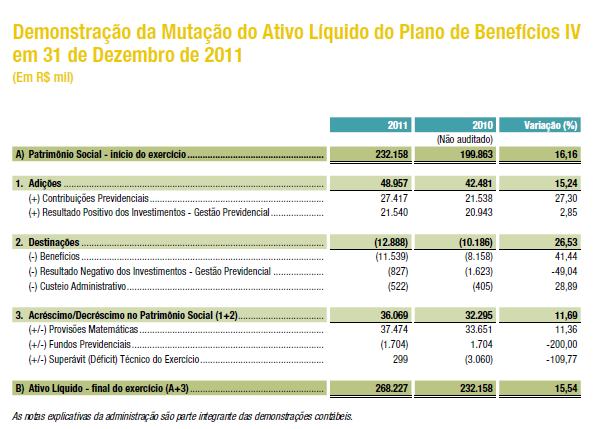 Demonstração da Mutação do Ativo Líquido do Plano de Benefícios IV
em 31 de Dezembro de 2011
(Em R$ mil)
2011 2010 Variação (%)
(Não auditado)
A) Patrimônio Social - início do exercício 232.158 199.863 16,16
1. Adições 48.957 42.481 15,24
(+) Contribuições Previdenciais 27.417 21.538 27,30
(+) Resultado Positivo dos Investimentos - Gestão Previdencial 21.540 20.943 2,85
2. Destinações (12.888) (10.186) 26,53
(-) Benefícios (11.539) (8.158) 41,44
(-) Resultado Negativo dos Investimentos - Gestão Previdencial (827) (1.623) -49,04
(-) Custeio Administrativo (522) (405) 28,89
3. Acréscimo/Decréscimo no Patrimônio Social (1+2) 36.069 32.295 11,69
(+/-) Provisões Matemáticas 37.474 33.651 11,36
(+/-) Fundos Previdenciais (1.704) 1.704 -200,00
(+/-) Superávit (Déficit) Técnico do Exercício 299 (3.060) -109,77
B) Ativo Líquido - final do exercício (A+3) 268.227 232.158 15,54
As notas explicativas da administração são parte integrante das demonstrações contábeis.